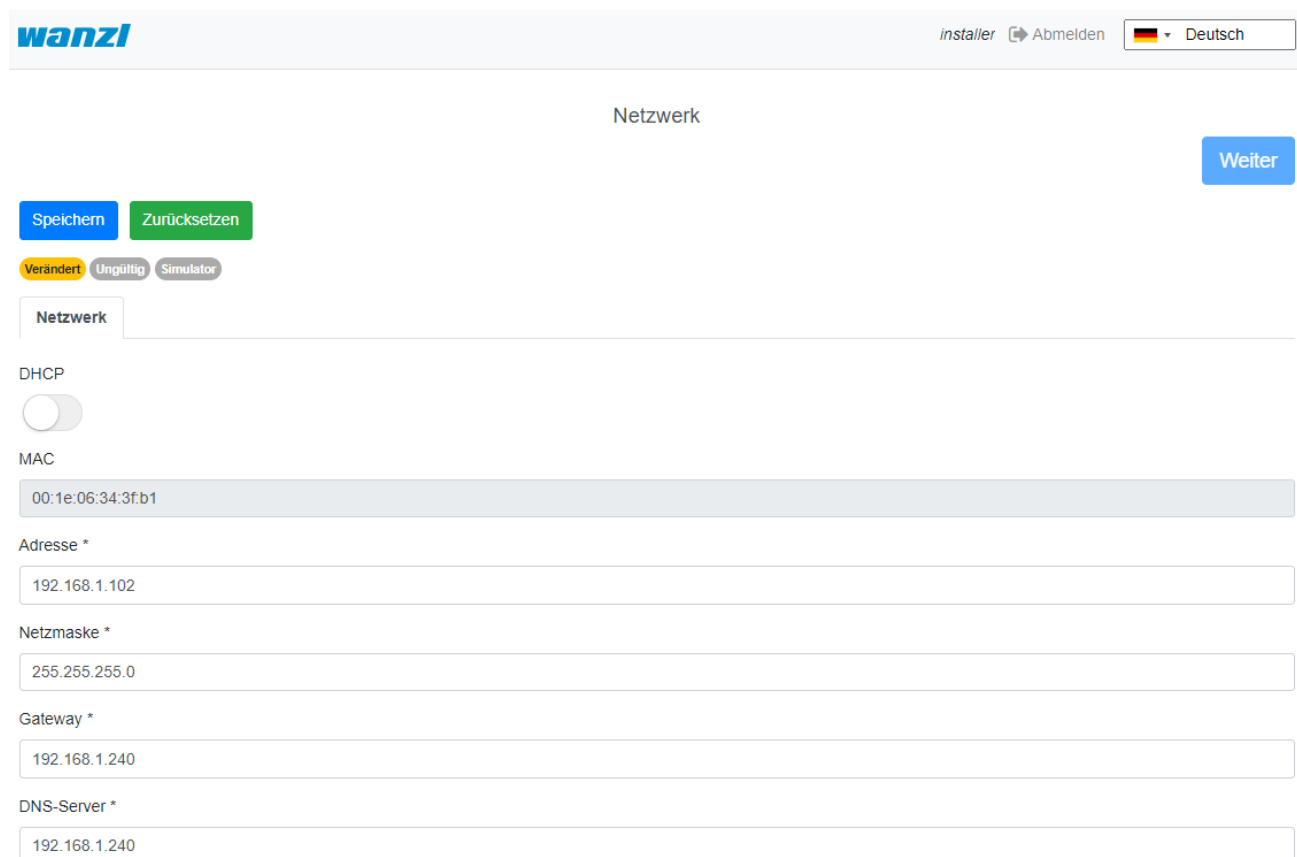 wanzl
installer Abmelden Deutsch
Netzwerk
Weiter
Speichern Zurücksetzen
Verändert Ungültig Simulator
Netzwerk
DHCP
MAC
00:1e:06:34:3f:b1
Adresse *
192.168.1.102
Netzmaske *
255.255.255.0
Gateway *
192.168.1.240
DNS-Server *
192.168.1.240